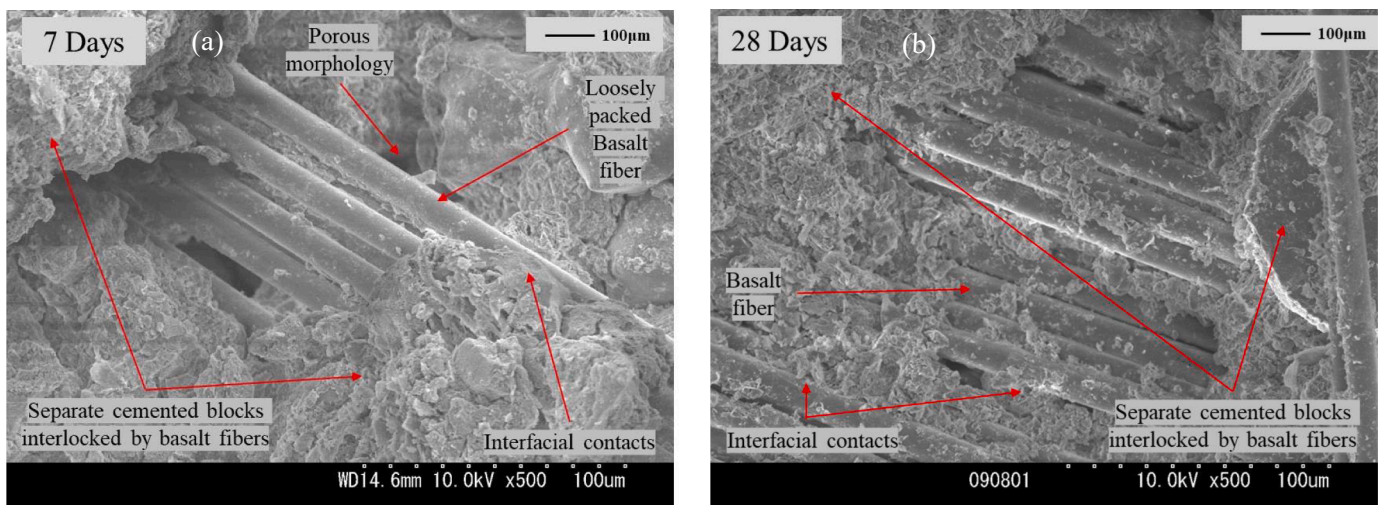 7 Days
(a)
100μm
Porous
morphology
Loosely
packed
Basalt
fiber
Separate cemented blocks
interlocked by basalt fibers
Interfacial contacts
WD14.6mm 10.0kV x500 100um
28 Days
(b)
100μm
Basalt
fiber
Interfacial contacts
Separate cemented blocks
interlocked by basalt fibers
090801 10.0kV x500 100um